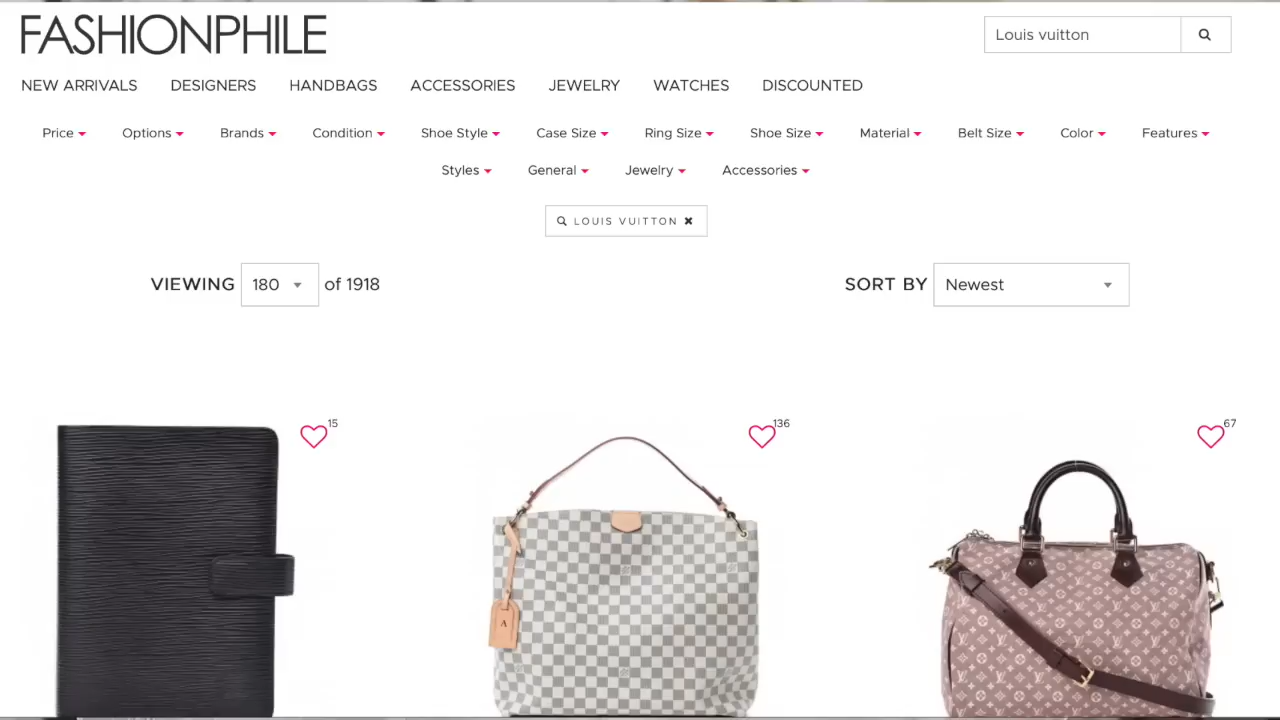 FASHIONPHILE
Louis vuitton
NEW ARRIVALS DESIGNERS HANDBAGS ACCESSORIES JEWELRY WATCHES DISCOUNTED
Price Options Brands Condition Shoe Style Case Size Ring Size Shoe Size Material Belt Size Color Features
Styles General Jewelry Accessories
LOUIS VUITTON
VIEWING 180 of 1918
SORT BY Newest
15
136
67
A